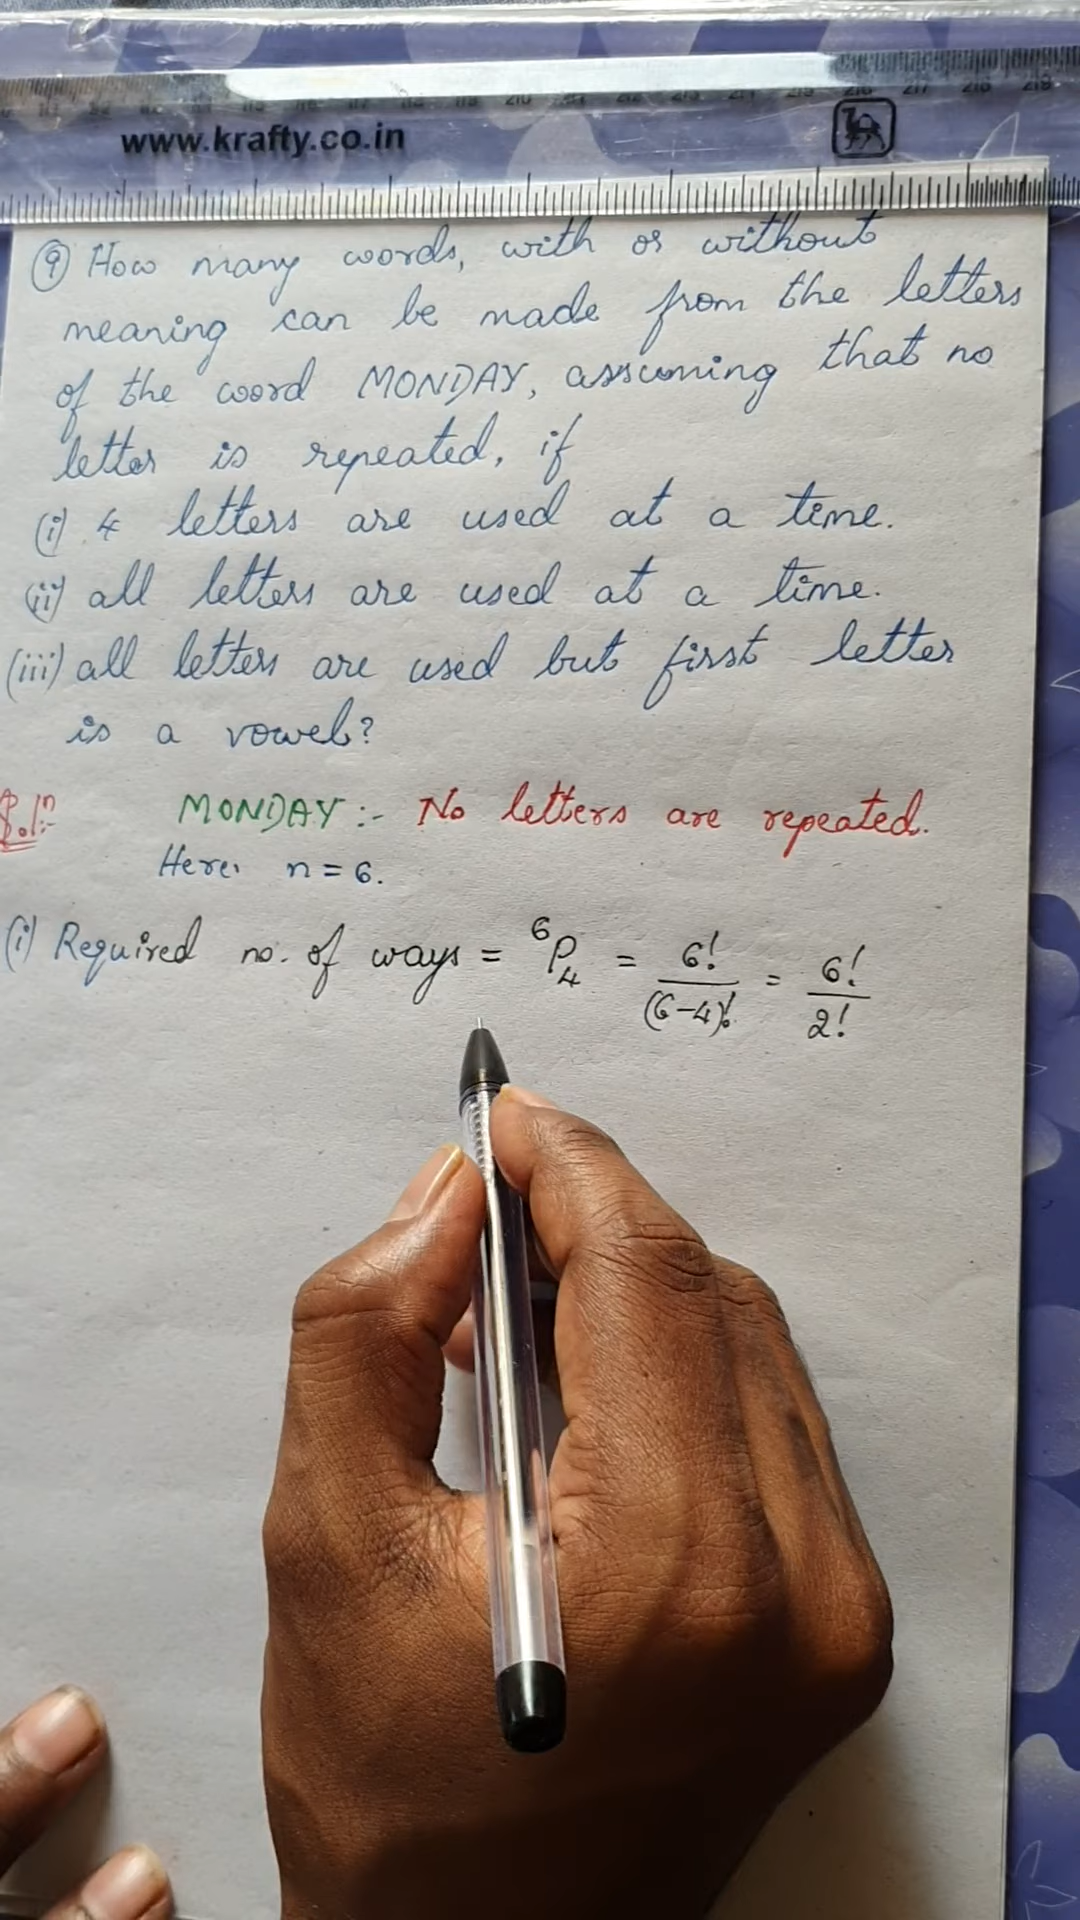 www.krafty.co.in
⑨ How many words, with or without
meaning can be made from the letters
of the word MONDAY, assuming that no
letter is repeated, if
(i) 4 letters are used at a time.
(ii) all letters are used at a time.
(iii) all letters are used but first letter
is a vowel?
Solⁿ:-
MONDAY :- No letters are repeated.
Here, n = 6.
(i) Required no. of ways = ⁶P₄ = 6!/(6-4)! = 6!/2!